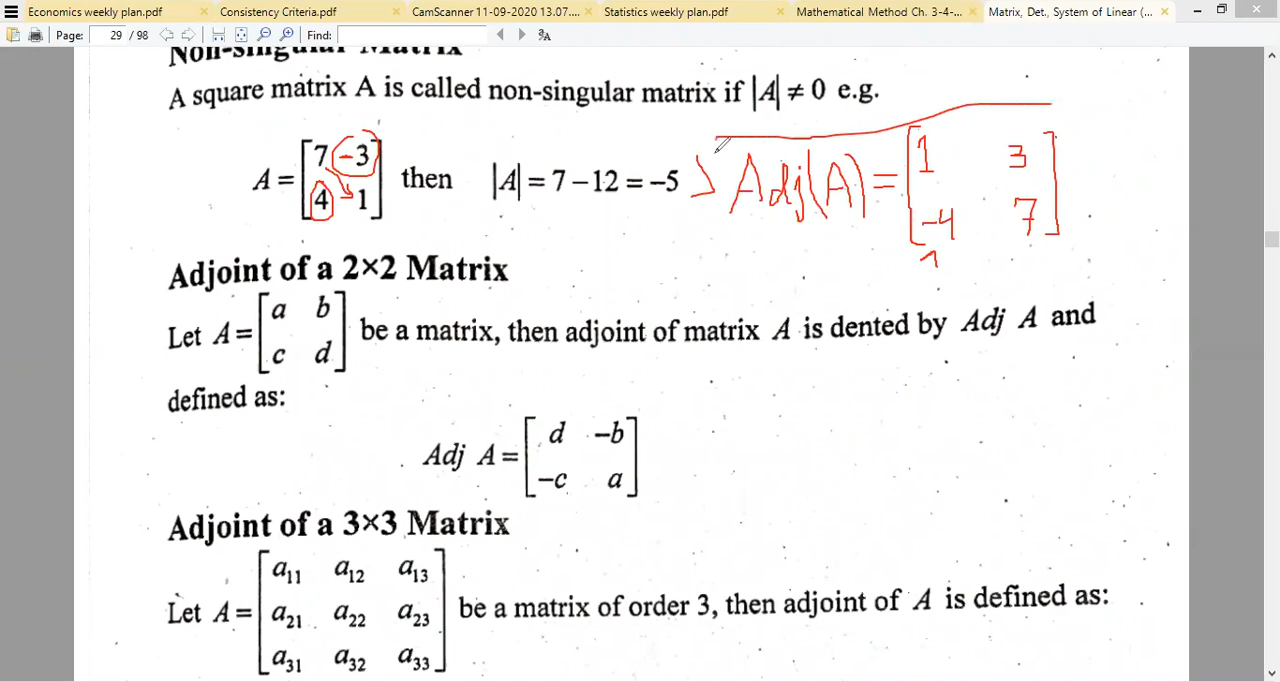 Economics weekly plan.pdf × Consistency Criteria.pdf × CamScanner 11-09-2020 13.07.... × Statistics weekly plan.pdf × Mathematical Method Ch. 3-4-... × Matrix, Det., System of Linear (... ×
Page: 29 / 98 Find:
Non-singular Matrix
A square matrix A is called non-singular matrix if |A| ≠ 0 e.g.
A = [7 -3
4 -1] then |A| = 7 - 12 = -5 Adj(A) = [1 3
-4 7]
1
Adjoint of a 2×2 Matrix
Let A = [a b
c d] be a matrix, then adjoint of matrix A is dented by Adj A and
defined as:
Adj A = [d -b
-c a]
Adjoint of a 3×3 Matrix
Let A = [a11 a12 a13
a21 a22 a23
a31 a32 a33] be a matrix of order 3, then adjoint of A is defined as: